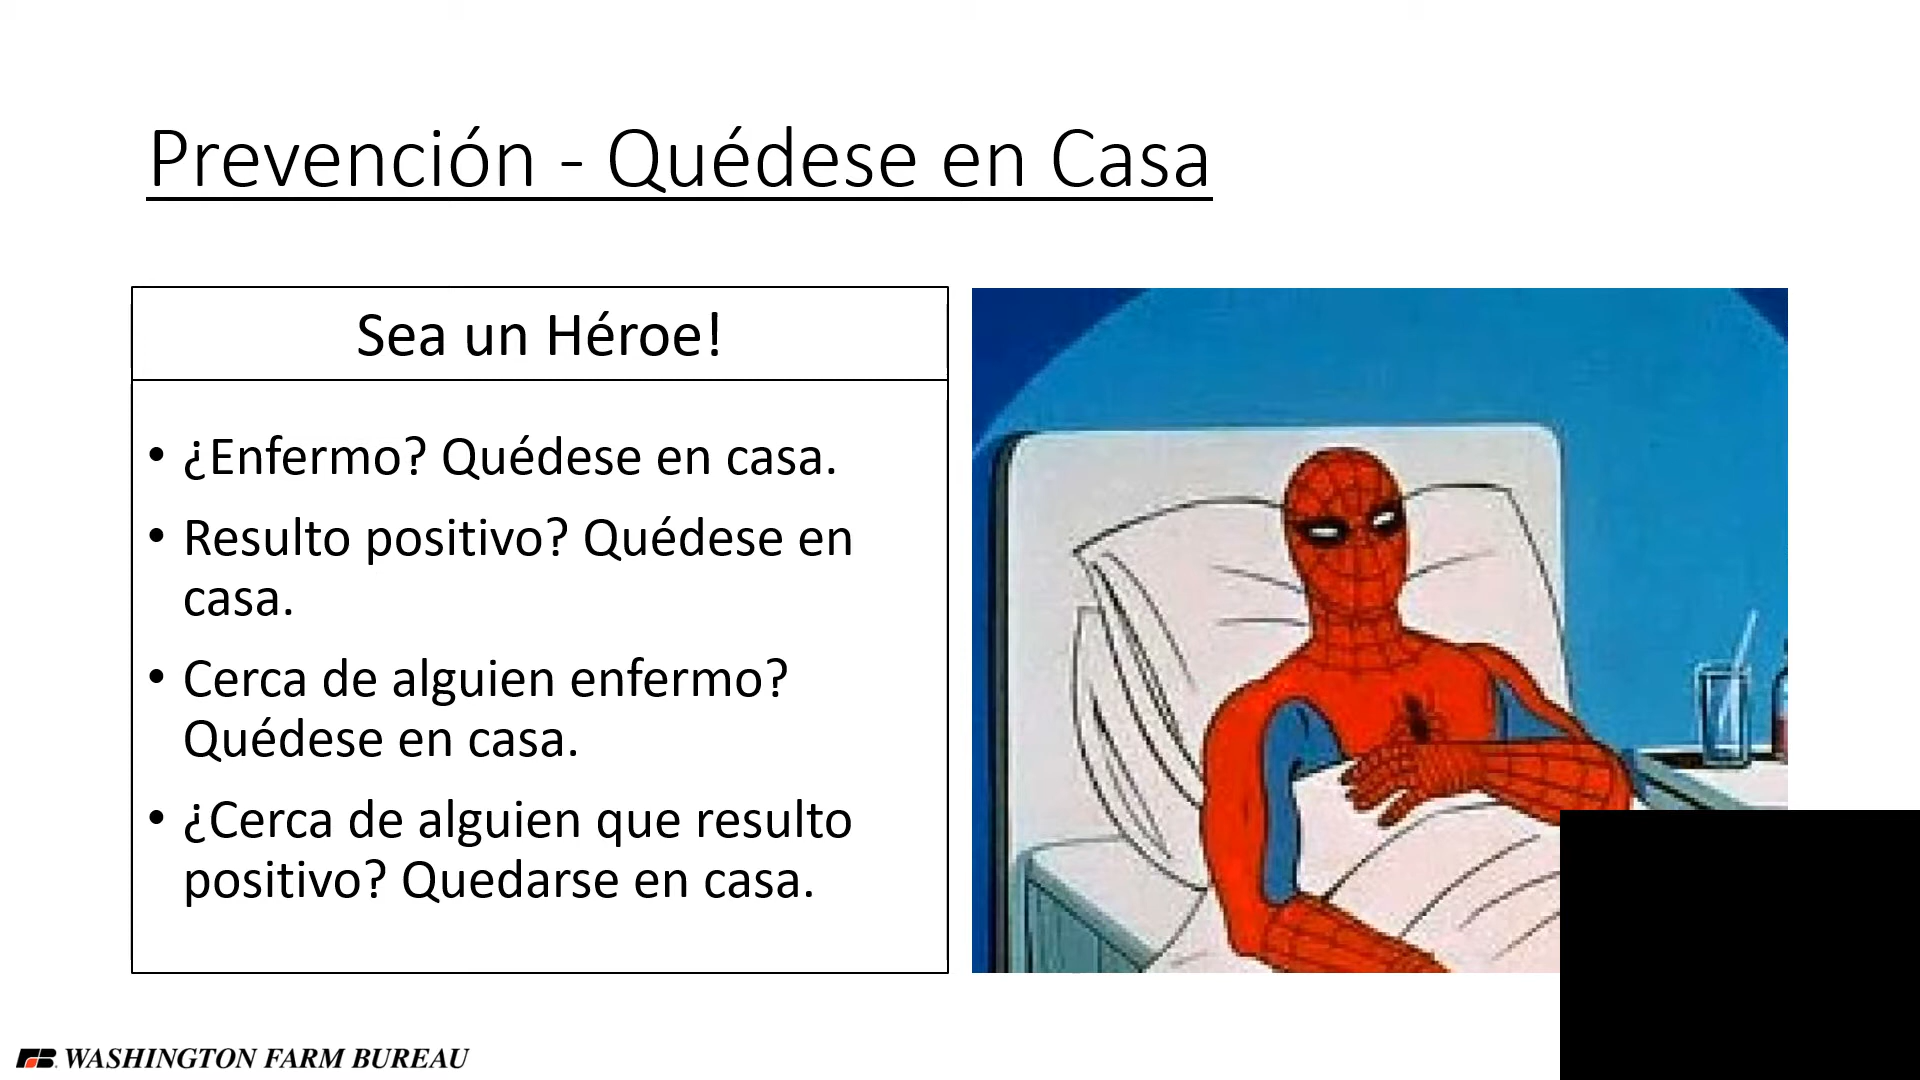 Prevención - Quédese en Casa
Sea un Héroe!
• ¿Enfermo? Quédese en casa.
• Resulto positivo? Quédese en
casa.
• Cerca de alguien enfermo?
Quédese en casa.
• ¿Cerca de alguien que resulto
positivo? Quedarse en casa.
FB WASHINGTON FARM BUREAU